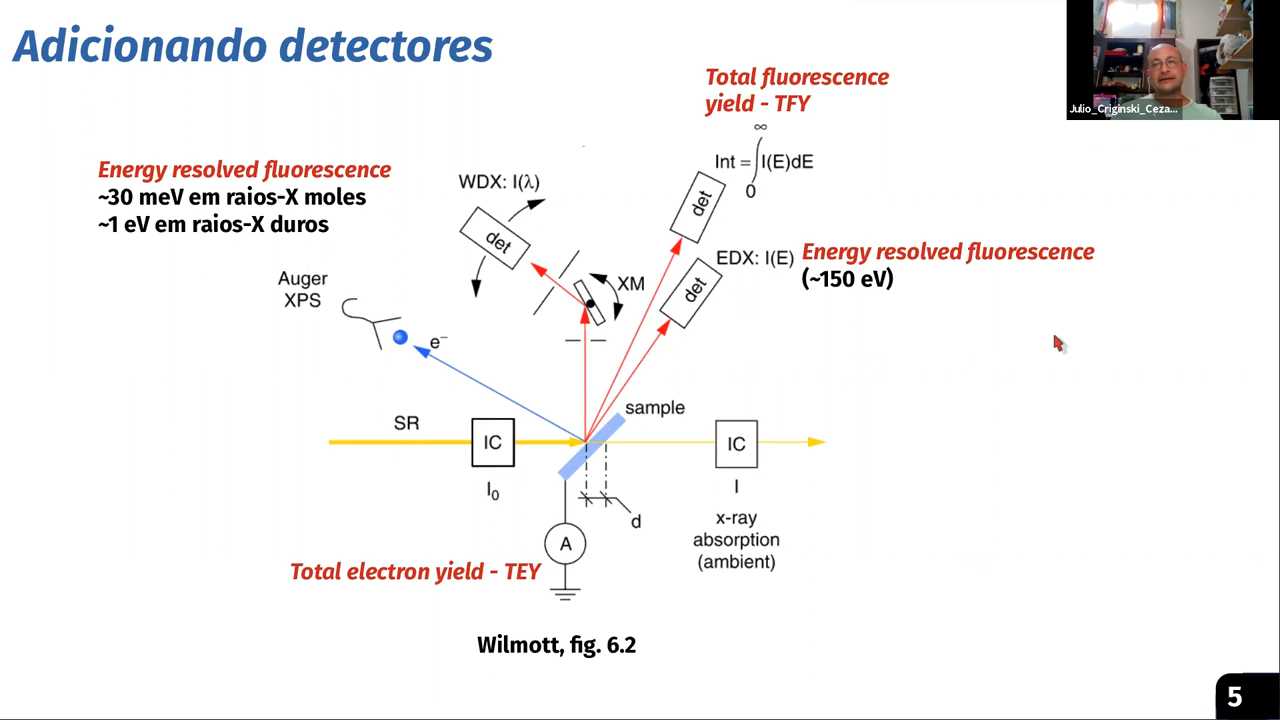 Adicionando detectores
Julio_Criginski_Ceza...
Total fluorescence
yield - TFY
Int = ∫₀^∞ I(E)dE
Energy resolved fluorescence
~30 meV em raios-X moles
~1 eV em raios-X duros
WDX: I(λ)
det
det
EDX: I(E)
Energy resolved fluorescence
(~150 eV)
det
XM
Auger
XPS
e⁻
sample
SR
IC
IC
I₀
I
d
x-ray
absorption
(ambient)
A
Total electron yield - TEY
Wilmott, fig. 6.2
5